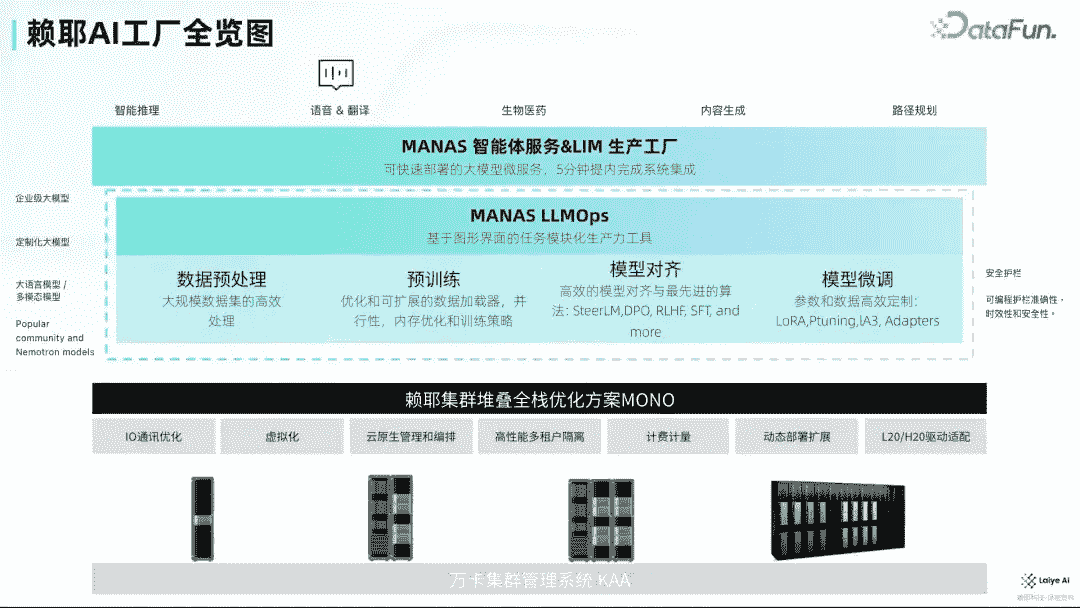 赖耶AI工厂全览图
DataFun.
智能推理
语音 & 翻译
生物医药
内容生成
路径规划
MANAS 智能体服务&LIM 生产工厂
可快速部署的大模型微服务，5分钟提内完成系统集成
企业级大模型
定制化大模型
大语言模型 /
多模态模型
Popular
community and
Nemotron models
MANAS LLMOps
基于图形界面的任务模块化生产力工具
数据预处理
大规模数据集的高效
处理
预训练
优化和可扩展的数据加载器，并
行性，内存优化和训练策略
模型对齐
高效的模型对齐与最先进的算
法：SteerLM,DPO, RLHF, SFT, and
more
模型微调
参数和数据高效定制：
LoRA,Ptuning,IA3, Adapters
安全护栏
可编程护栏准确性，
时效性和安全性。
赖耶集群堆叠全栈优化方案MONO
IO通讯优化
虚拟化
云原生管理和编排
高性能多租户隔离
计费计量
动态部署扩展
L20/H20驱动适配
万卡集群管理系统 KAA
Laiye Ai